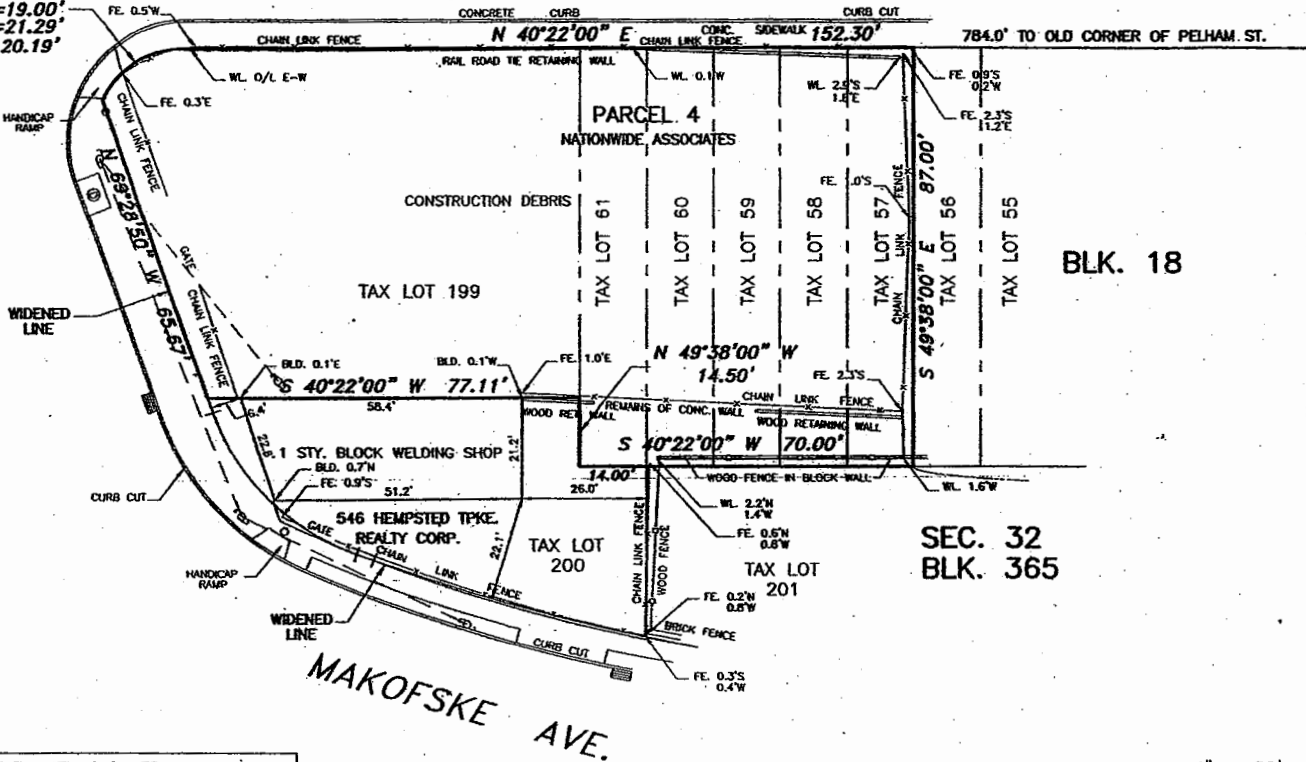 =19.00'
=21.29'
20.19'
FE. 0.5'W
CONCRETE CURB
CURB CUT
N 40°22'00" E
CONC. SIDEWALK
152.30'
784.0' TO OLD CORNER OF PELHAM. ST.
CHAIN LINK FENCE
CHAIN LINK FENCE
RAIL ROAD TIE RETAINING WALL
WL. O/L E-W
WL. 0.1'W
FE. 0.3'E
HANDICAP
RAMP
CHAIN LINK FENCE
WL. 2.9'S
FE. 0.9'S
0.2'W
FE. 2.3'S
1.2'E
PARCEL 4
NATIONWIDE ASSOCIATES
N 69°28'50" W 65.67'
CONSTRUCTION DEBRIS
TAX LOT 61
TAX LOT 60
TAX LOT 59
TAX LOT 58
TAX LOT 57
TAX LOT 56
TAX LOT 55
CHAIN LINK FENCE
S 49°38'00" E 87.00'
BLK. 18
GATE
CHAIN LINK FENCE
TAX LOT 199
WIDENED
LINE
BLD. 0.1'E
BLD. 0.1'W
FE. 1.0'E
N 49°38'00" W
14.50'
FE. 2.3'S
S 40°22'00" W 77.11'
58.4'
6.4'
WOOD RET. WALL
REMAINS OF CONC. WALL
CHAIN LINK FENCE
WOOD RETAINING WALL
S 40°22'00" W 70.00'
1 STY. BLOCK WELDING SHOP
21.2'
BLD. 0.7'N
FE. 0.9'S
14.00'
WOOD FENCE IN BLOCK WALL
WL. 1.6'W
CURB CUT
51.2'
26.0'
WL. 2.2'N
1.4'W
546 HEMPSTED TPKE.
REALTY CORP.
GATE
CHAIN LINK FENCE
22.1'
TAX LOT
200
CHAIN LINK FENCE
WOOD FENCE
FE. 0.6'N
0.8'W
TAX LOT
201
SEC. 32
BLK. 365
HANDICAP
RAMP
FE. 0.2'N
0.8'W
WIDENED
LINE
BRICK FENCE
CURB CUT
FE. 0.3'S
0.4'W
MAKOFSKE AVE.